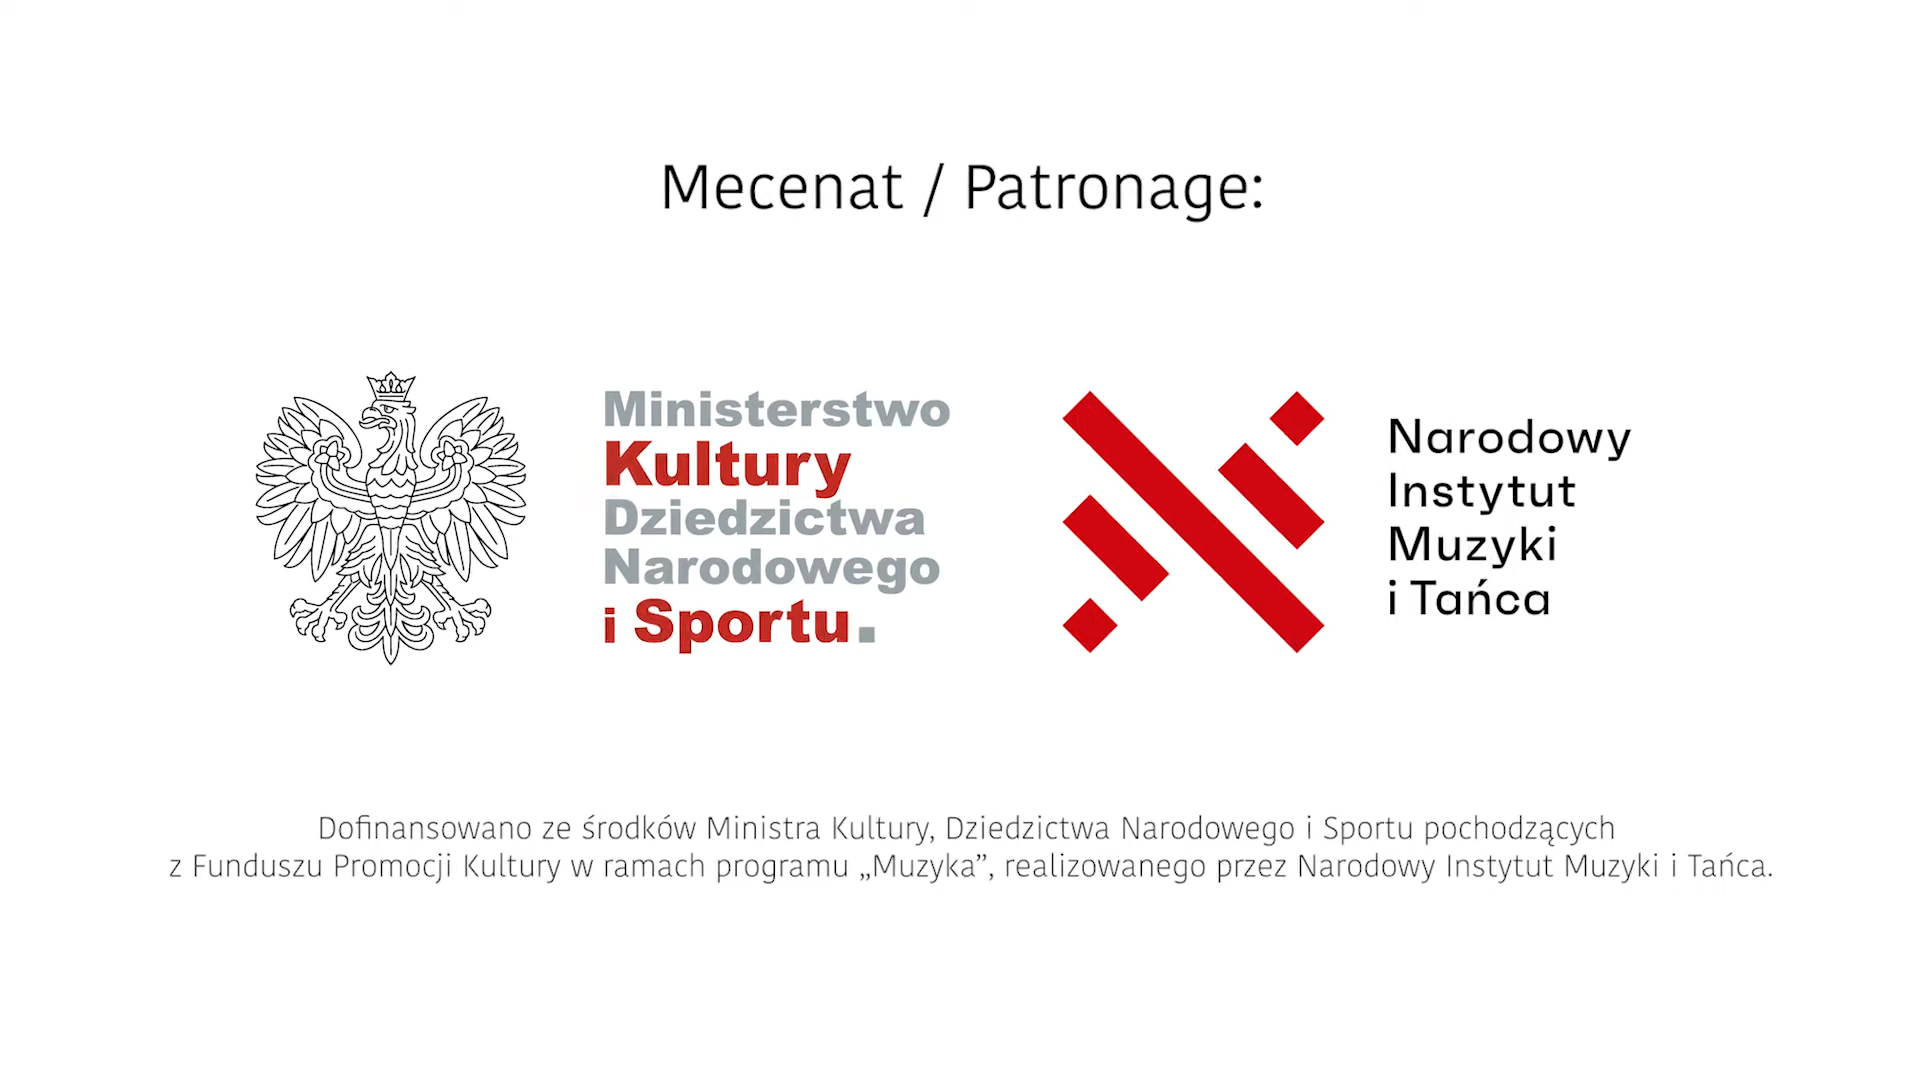 Mecenat / Patronage:
Ministerstwo
Kultury
Dziedzictwa
Narodowego
i Sportu.
Narodowy
Instytut
Muzyki
i Tańca
Dofinansowano ze środków Ministra Kultury, Dziedzictwa Narodowego i Sportu pochodzących
z Funduszu Promocji Kultury w ramach programu „Muzyka”, realizowanego przez Narodowy Instytut Muzyki i Tańca.